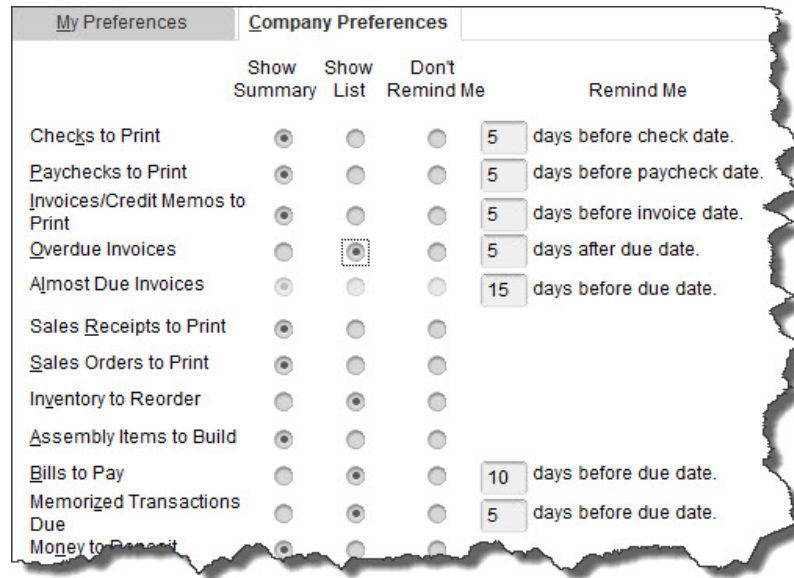 My Preferences Company Preferences
Show Show Don't
Summary List Remind Me Remind Me
Checks to Print 5 days before check date.
Paychecks to Print 5 days before paycheck date.
Invoices/Credit Memos to
Print 5 days before invoice date.
Overdue Invoices 5 days after due date.
Almost Due Invoices 15 days before due date.
Sales Receipts to Print
Sales Orders to Print
Inventory to Reorder
Assembly Items to Build
Bills to Pay 10 days before due date.
Memorized Transactions
Due 5 days before due date.
Money to Deposit